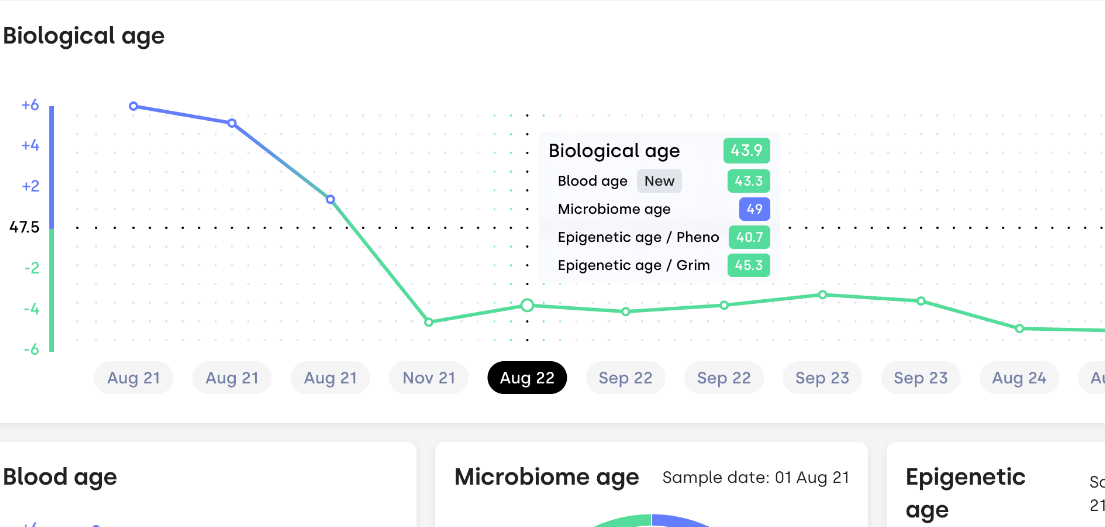 Biological age
+6
+4
+2
47.5
-2
-4
-6
Biological age 43.9
Blood age New 43.3
Microbiome age 49
Epigenetic age / Pheno 40.7
Epigenetic age / Grim 45.3
Aug 21 Aug 21 Aug 21 Nov 21 Aug 22 Sep 22 Sep 22 Sep 23 Sep 23 Aug 24
Blood age
Microbiome age Sample date: 01 Aug 21
Epigenetic
age
21